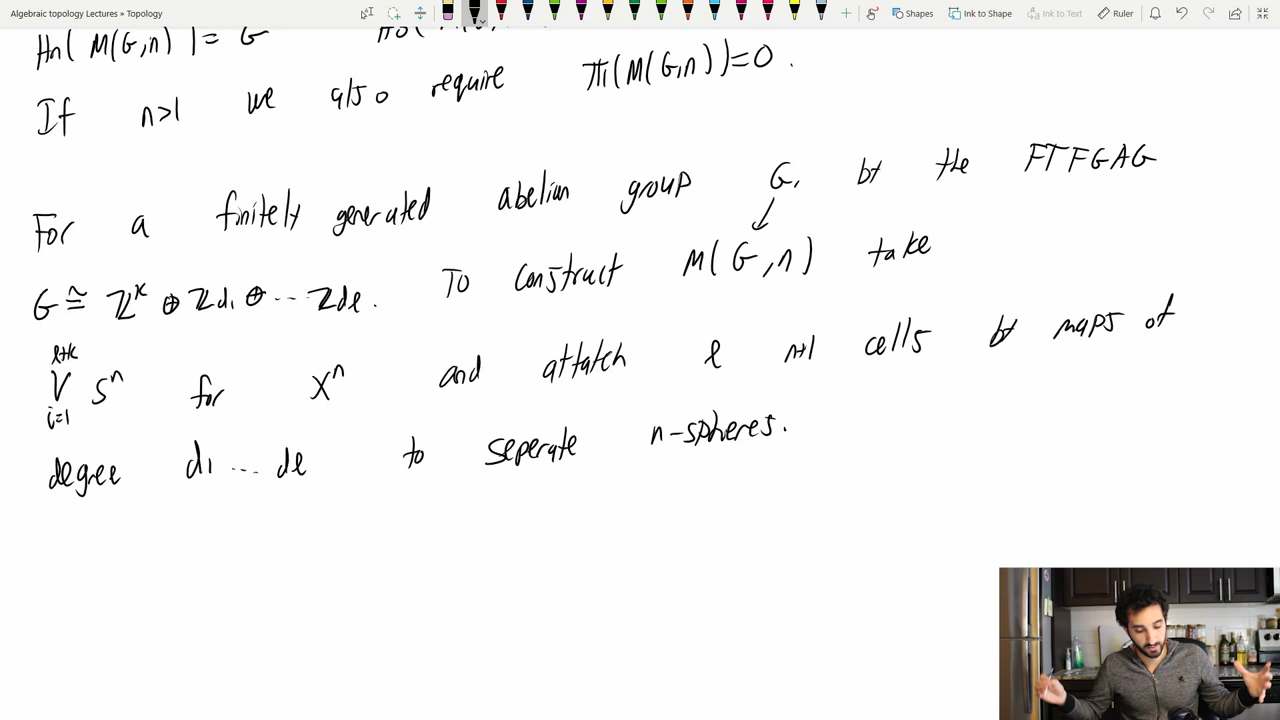 Algebraic topology Lectures » Topology
Shapes Ink to Shape Ink to Text Ruler
Hn( M(G,n) ) = G
If n>1 we also require π1(M(G,n))=0.
For a finitely generated abelian group G, by the FTFGAG
G ≅ ℤ^k ⊕ ℤd1 ⊕ ... ℤdl. To construct M(G,n) take
l+k
V S^n for X^n and attatch l n+1 cells by maps of
i=1
degree d1 ... dl to seperate n-spheres.